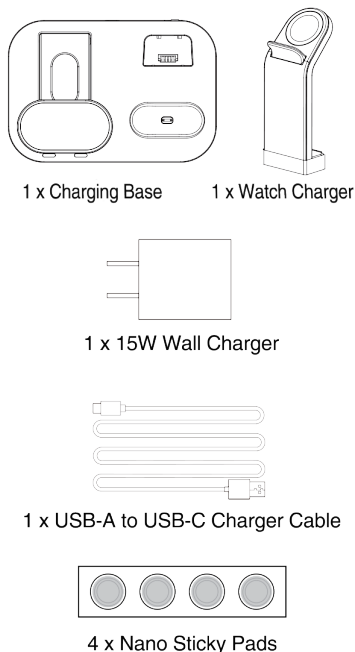 1 x Charging Base
1 x Watch Charger
1 x 15W Wall Charger
1 x USB-A to USB-C Charger Cable
4 x Nano Sticky Pads